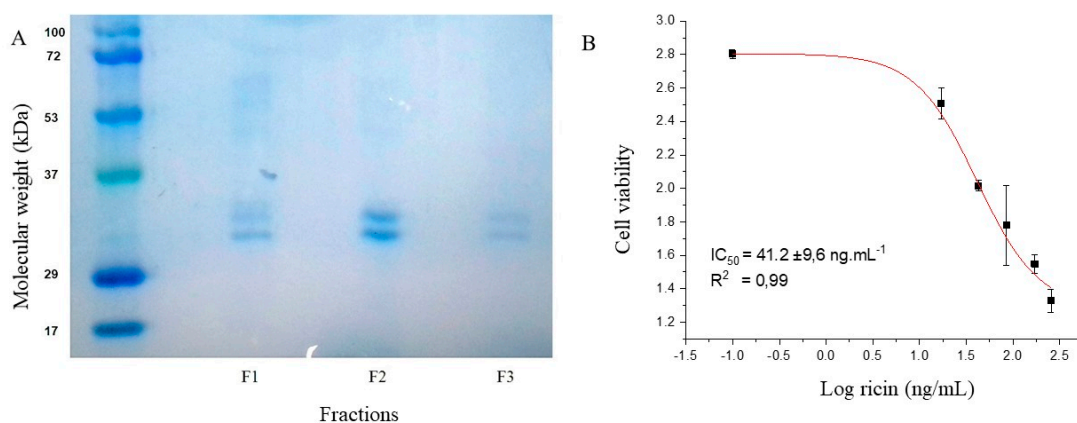 A
100
72
53
37
29
17
Molecular weight (kDa)
F1 F2 F3
Fractions
B
3.0
2.8
2.6
2.4
2.2
2.0
1.8
1.6
1.4
1.2
Cell viability
IC50 = 41.2 ±9,6 ng.mL-1
R2 = 0,99
-1.5 -1.0 -0.5 0.0 0.5 1.0 1.5 2.0 2.5
Log ricin (ng/mL)